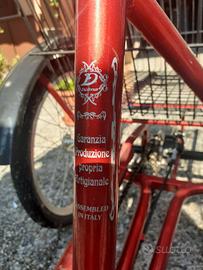 D
Garanzia
Produzione
propria
Artigianale
ASSEMBLED
IN ITALY
subito